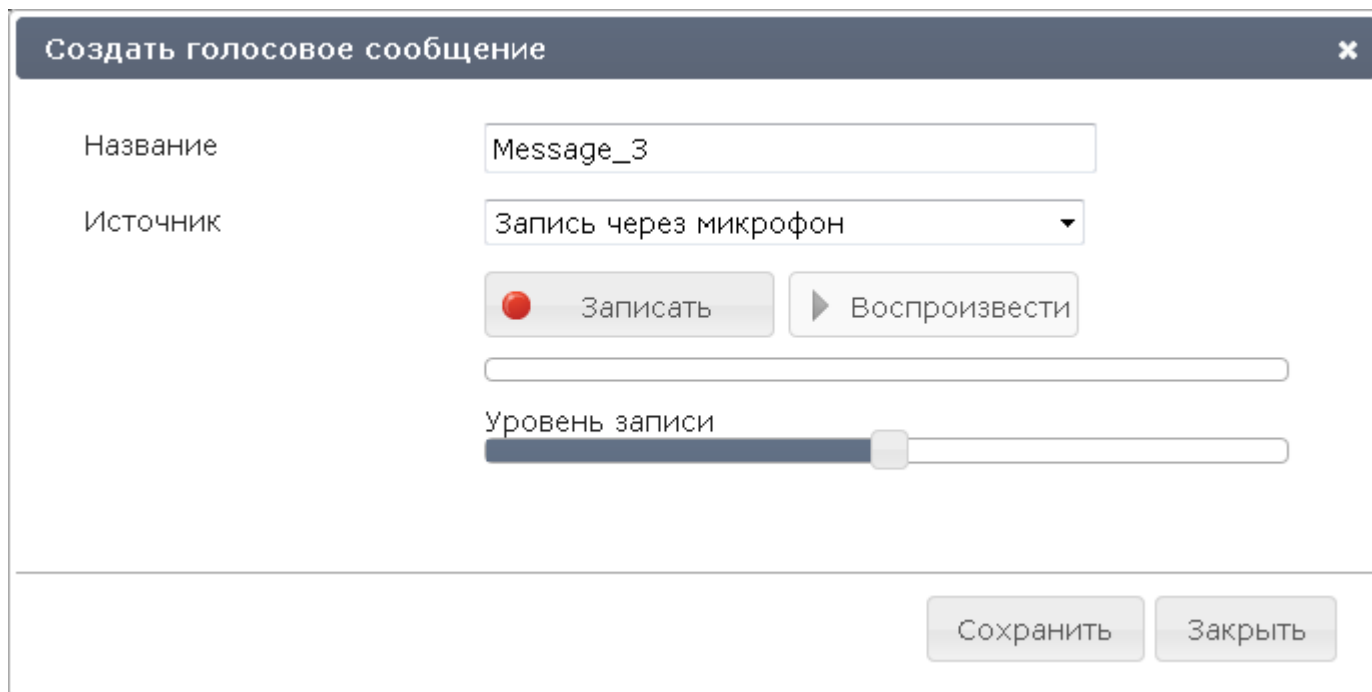 Создать голосовое сообщение
Название Message_3
Источник Запись через микрофон
Записать Воспроизвести
Уровень записи
Сохранить Закрыть